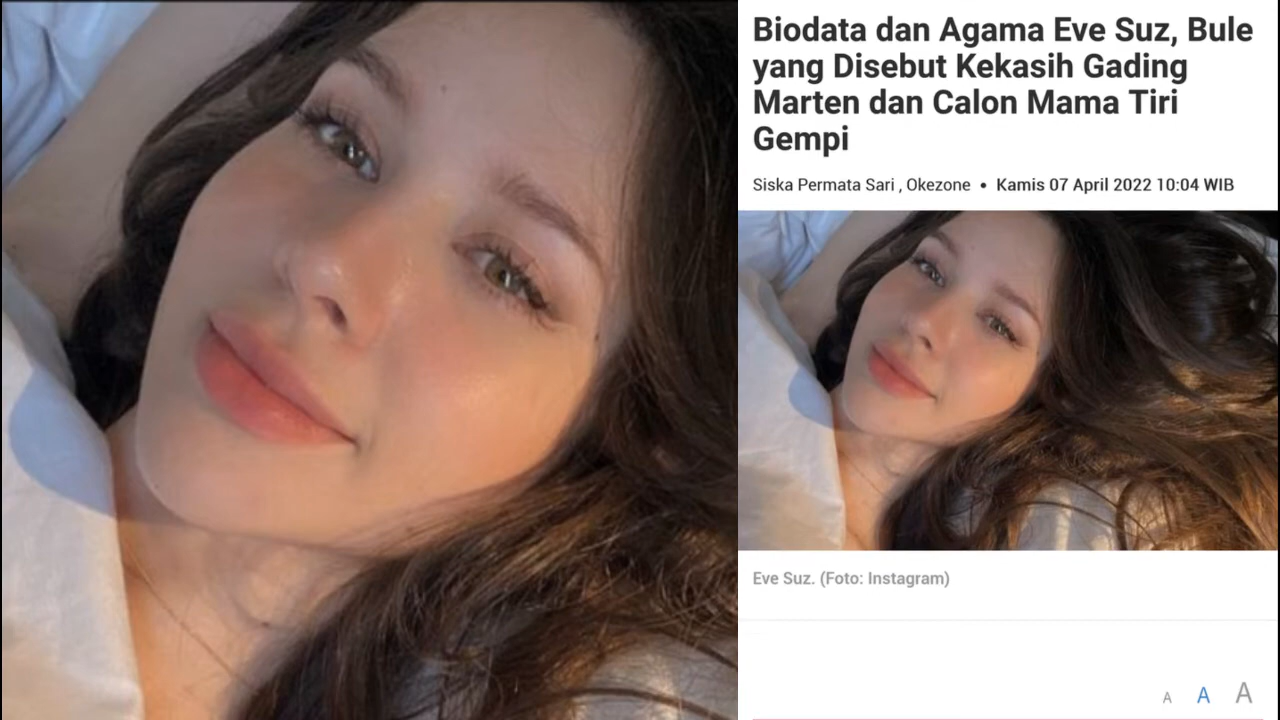 Biodata dan Agama Eve Suz, Bule
yang Disebut Kekasih Gading
Marten dan Calon Mama Tiri
Gempi
Siska Permata Sari , Okezone • Kamis 07 April 2022 10:04 WIB
Eve Suz. (Foto: Instagram)
A A A